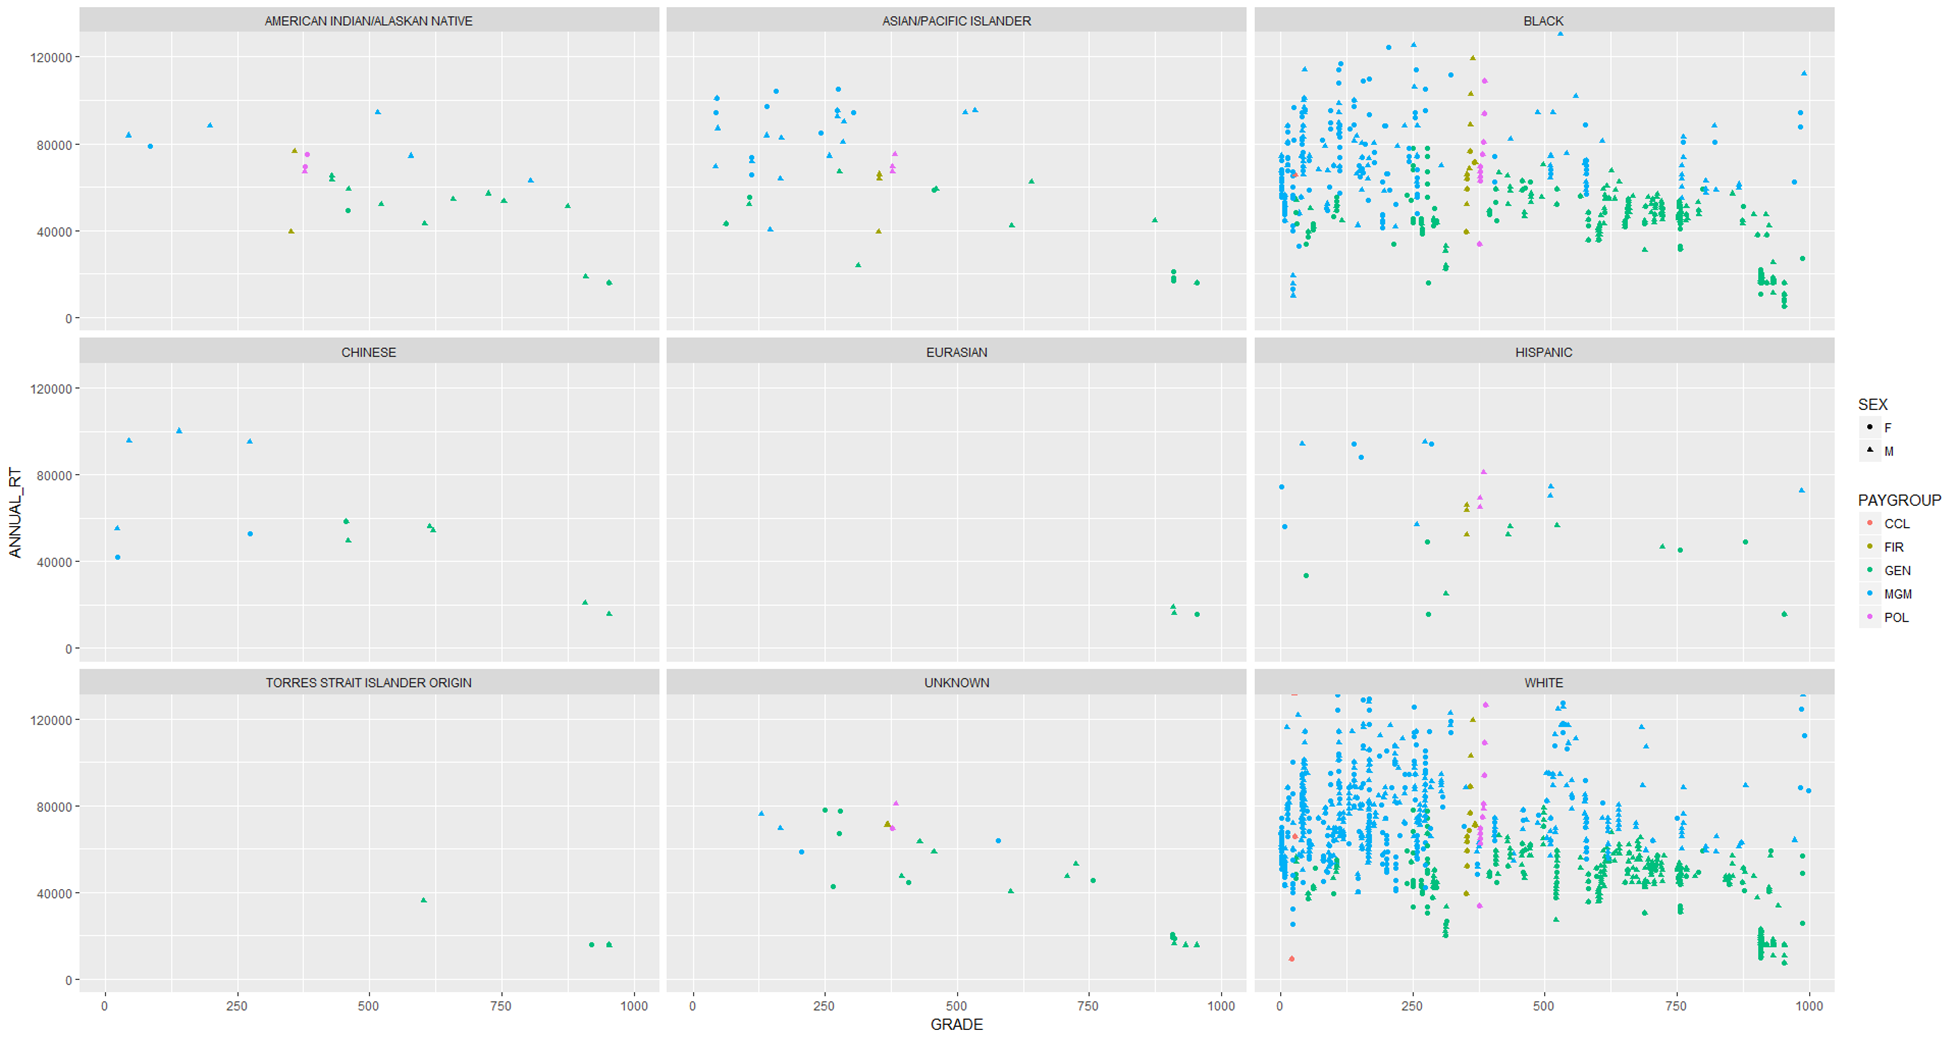 AMERICAN INDIAN/ALASKAN NATIVE
ASIAN/PACIFIC ISLANDER
BLACK
120000
80000
40000
0
CHINESE
EURASIAN
HISPANIC
120000
80000
40000
0
TORRES STRAIT ISLANDER ORIGIN
UNKNOWN
WHITE
120000
80000
40000
0
0 250 500 750 1000
0 250 500 750 1000
0 250 500 750 1000
GRADE
ANNUAL_RT
SEX
F
M
PAYGROUP
CCL
FIR
GEN
MGM
POL